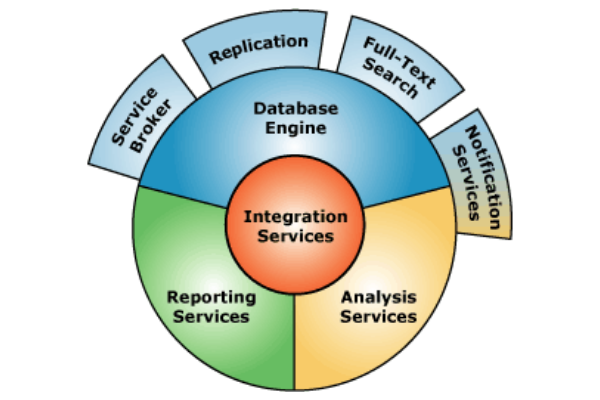 Service
Broker
Replication
Full-Text
Search
Notification
Services
Database
Engine
Integration
Services
Reporting
Services
Analysis
Services